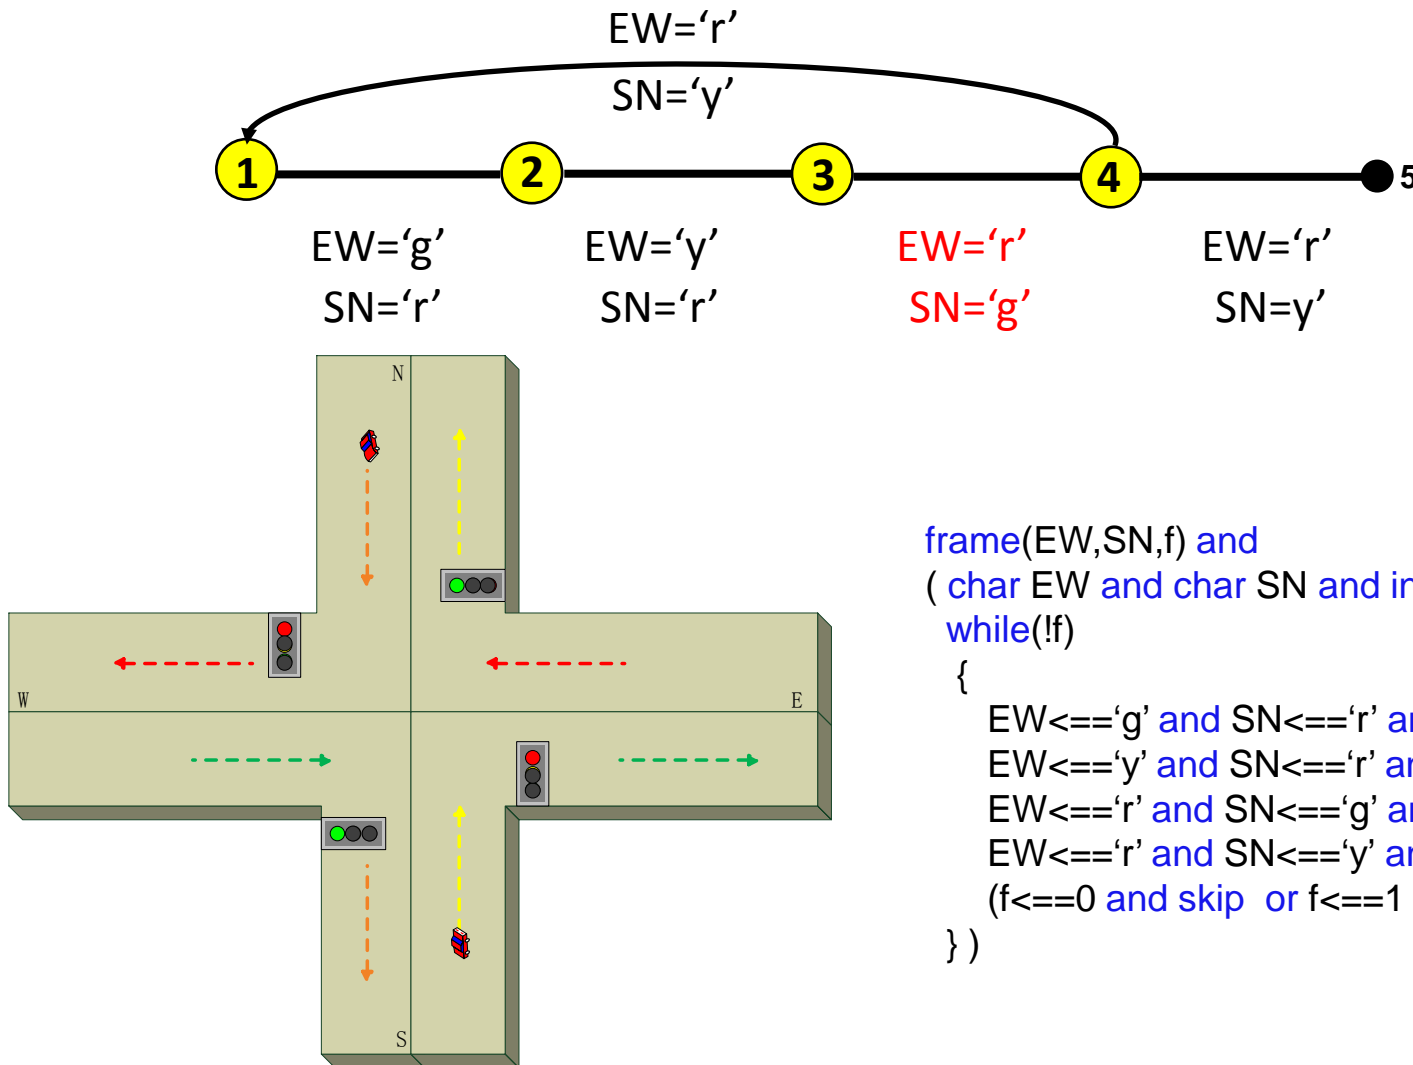 EW=‘r’
SN=‘y’
1
2
3
4
5
EW=‘g’
SN=‘r’
EW=‘y’
SN=‘r’
EW=‘r’
SN=‘g’
EW=‘r’
SN=y’
N
W
E
S
frame(EW,SN,f) and
( char EW and char SN and
while(!f)
{
EW<==‘g’ and SN<==‘r’
EW<==‘y’ and SN<==‘r’
EW<==‘r’ and SN<==‘g’
EW<==‘r’ and SN<==‘y’
(f<==0 and skip or f<==1
} )